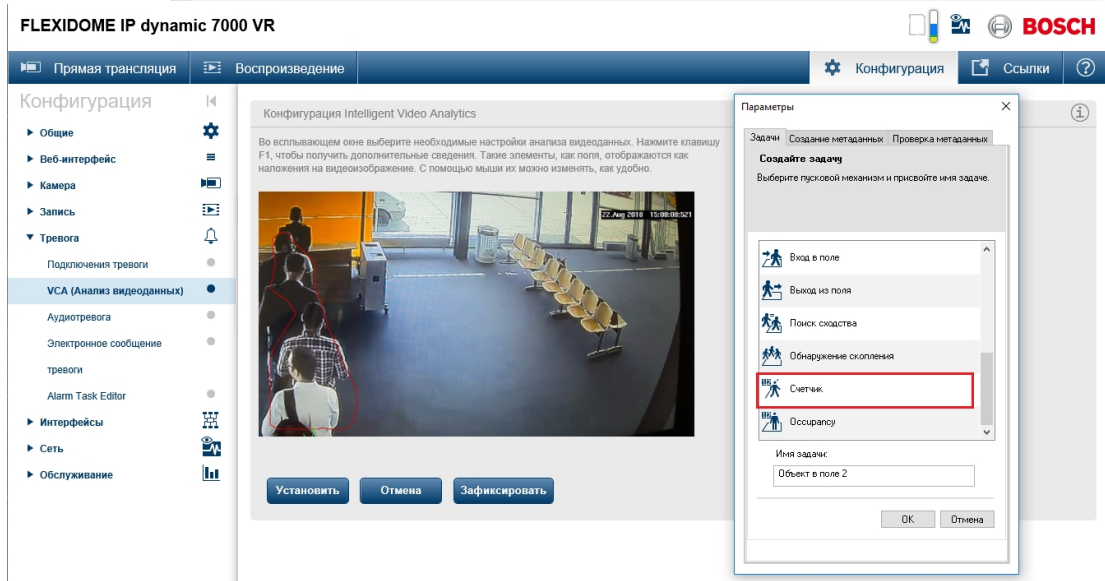 FLEXIDOME IP dynamic 7000 VR
BOSCH
Прямая трансляция
Воспроизведение
Конфигурация
Ссылки
?
Конфигурация
Общие
Веб-интерфейс
Камера
Запись
Тревога
Подключения тревоги
VCA (Анализ видеоданных)
Аудиотревога
Электронное сообщение
тревоги
Alarm Task Editor
Интерфейсы
Сеть
Обслуживание
Конфигурация Intelligent Video Analytics
Во всплывающем окне выберите необходимые настройки анализа видеоданных. Нажмите клавишу
F1, чтобы получить дополнительные сведения. Такие элементы, как поля, отображаются как
наложения на видеоизображение. С помощью мыши их можно изменять, как удобно.
22.Aug 2018 15:08:08:521
Установить
Отмена
Зафиксировать
Параметры
Задачи Создание метаданных Проверка метаданных
Создайте задачу
Выберите пусковой механизм и присвойте имя задаче.
Вход в поле
Выход из поля
Поиск сходства
Обнаружение скопления
Счетчик
Occupancy
Имя задачи:
Объект в поле 2
OK Отмена